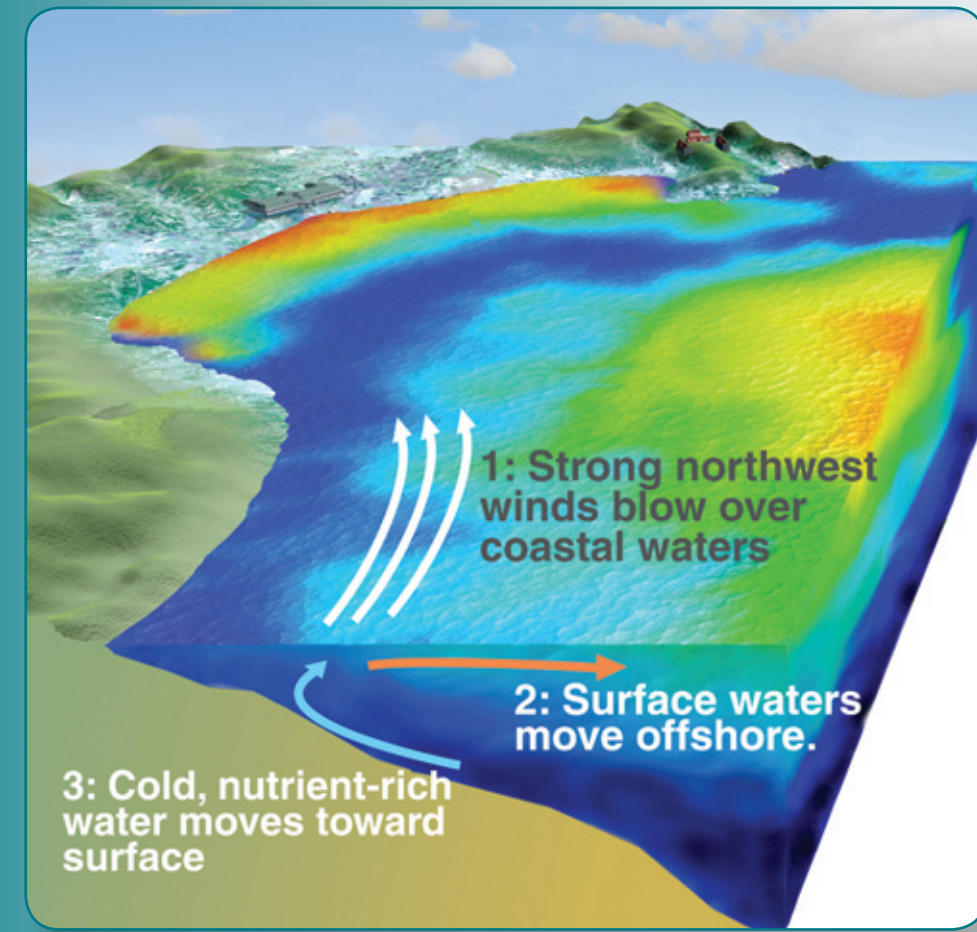 1: Strong northwest
winds blow over
coastal waters
2: Surface waters
move offshore.
3: Cold, nutrient-rich
water moves toward
surface